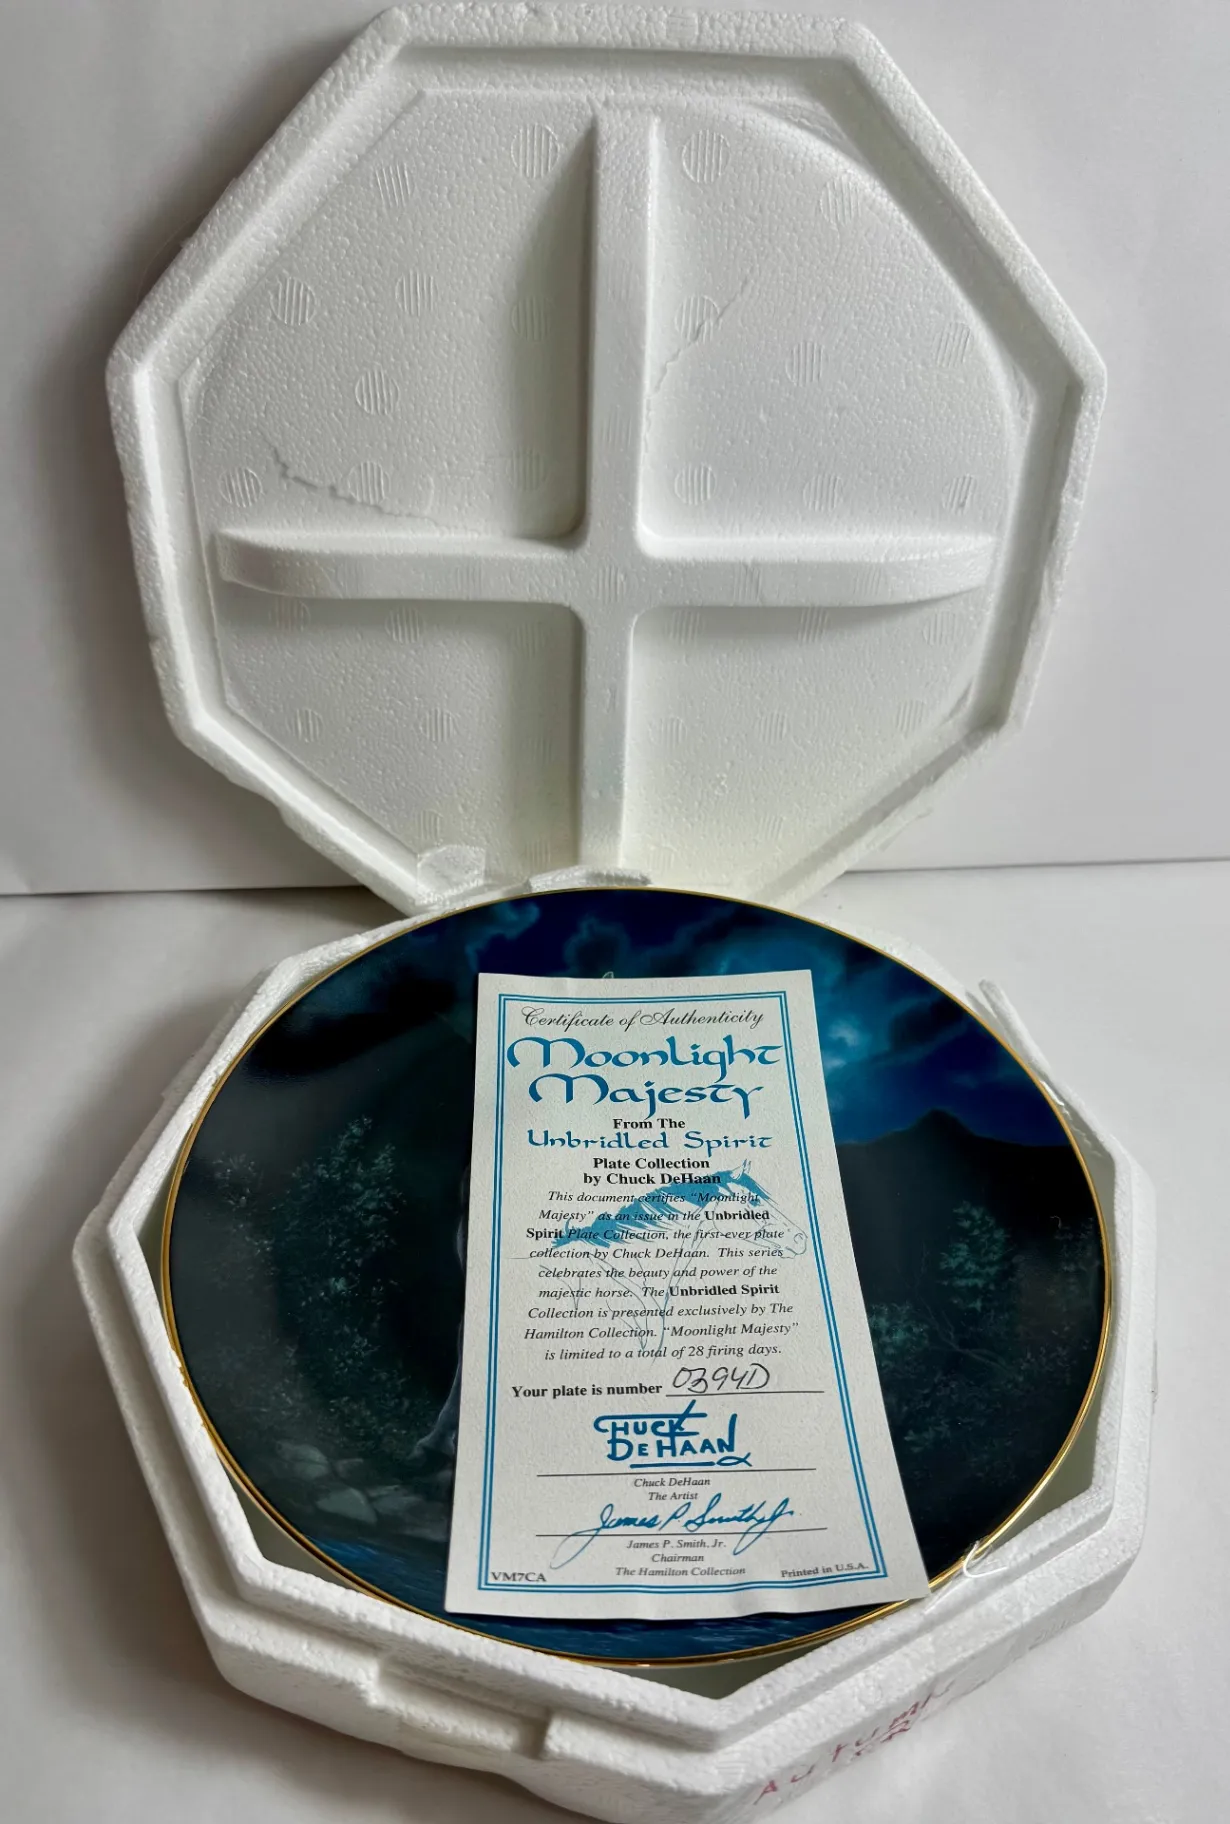 Certificate of Authenticity
Moonlight
Majesty
From The
Unbridled Spirit
Plate Collection
by Chuck DeHaan
This document certifies "Moonlight
Majesty" as an issue in the Unbridled
Spirit Plate Collection, the first-ever plate
collection by Chuck DeHaan. This series
celebrates the beauty and power of the
majestic horse. The Unbridled Spirit
Collection is presented exclusively by The
Hamilton Collection. "Moonlight Majesty"
is limited to a total of 28 firing days.
Your plate is number 0394D
CHUCK
DEHAAN
Chuck DeHaan
The Artist
James P. Smith Jr.
James P. Smith, Jr.
Chairman
The Hamilton Collection
VM7CA
Printed in U.S.A.